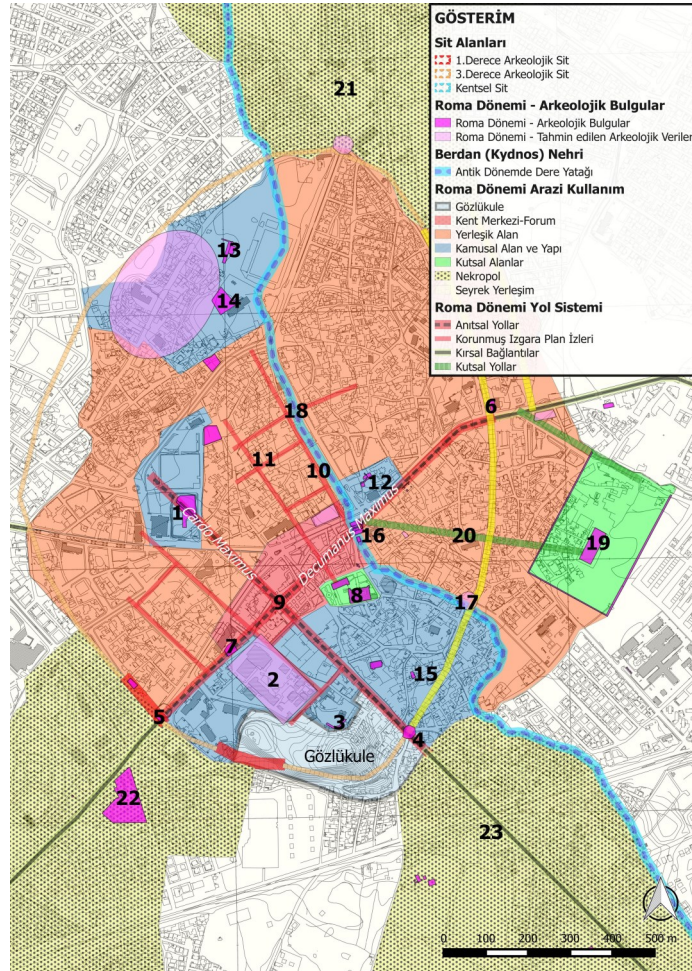 GÖSTERİM
Sit Alanları
1.Derece Arkeolojik Sit
3.Derece Arkeolojik Sit
Kentsel Sit
Roma Dönemi - Arkeolojik Bulgular
Roma Dönemi - Arkeolojik Bulgular
Roma Dönemi - Tahmin edilen Arkeolojik Veriler
Berdan (Kydnos) Nehri
Antik Dönemde Dere Yatağı
Roma Dönemi Arazi Kullanım
Gözlükule
Kent Merkezi-Forum
Yerleşik Alan
Kamusal Alan ve Yapı
Kutsal Alanlar
Nekropol
Seyrek Yerleşim
Roma Dönemi Yol Sistemi
Anıtsal Yollar
Korunmuş Izgara Plan İzleri
Kırsal Bağlantılar
Kutsal Yollar
21
13
14
6
18
11
10
12
1
Cardo Maximus
Decumanus Maximus
16
20
19
9
8
17
7
2
15
3
5
4
Gözlükule
22
23
0 100 200 300 400 500 m